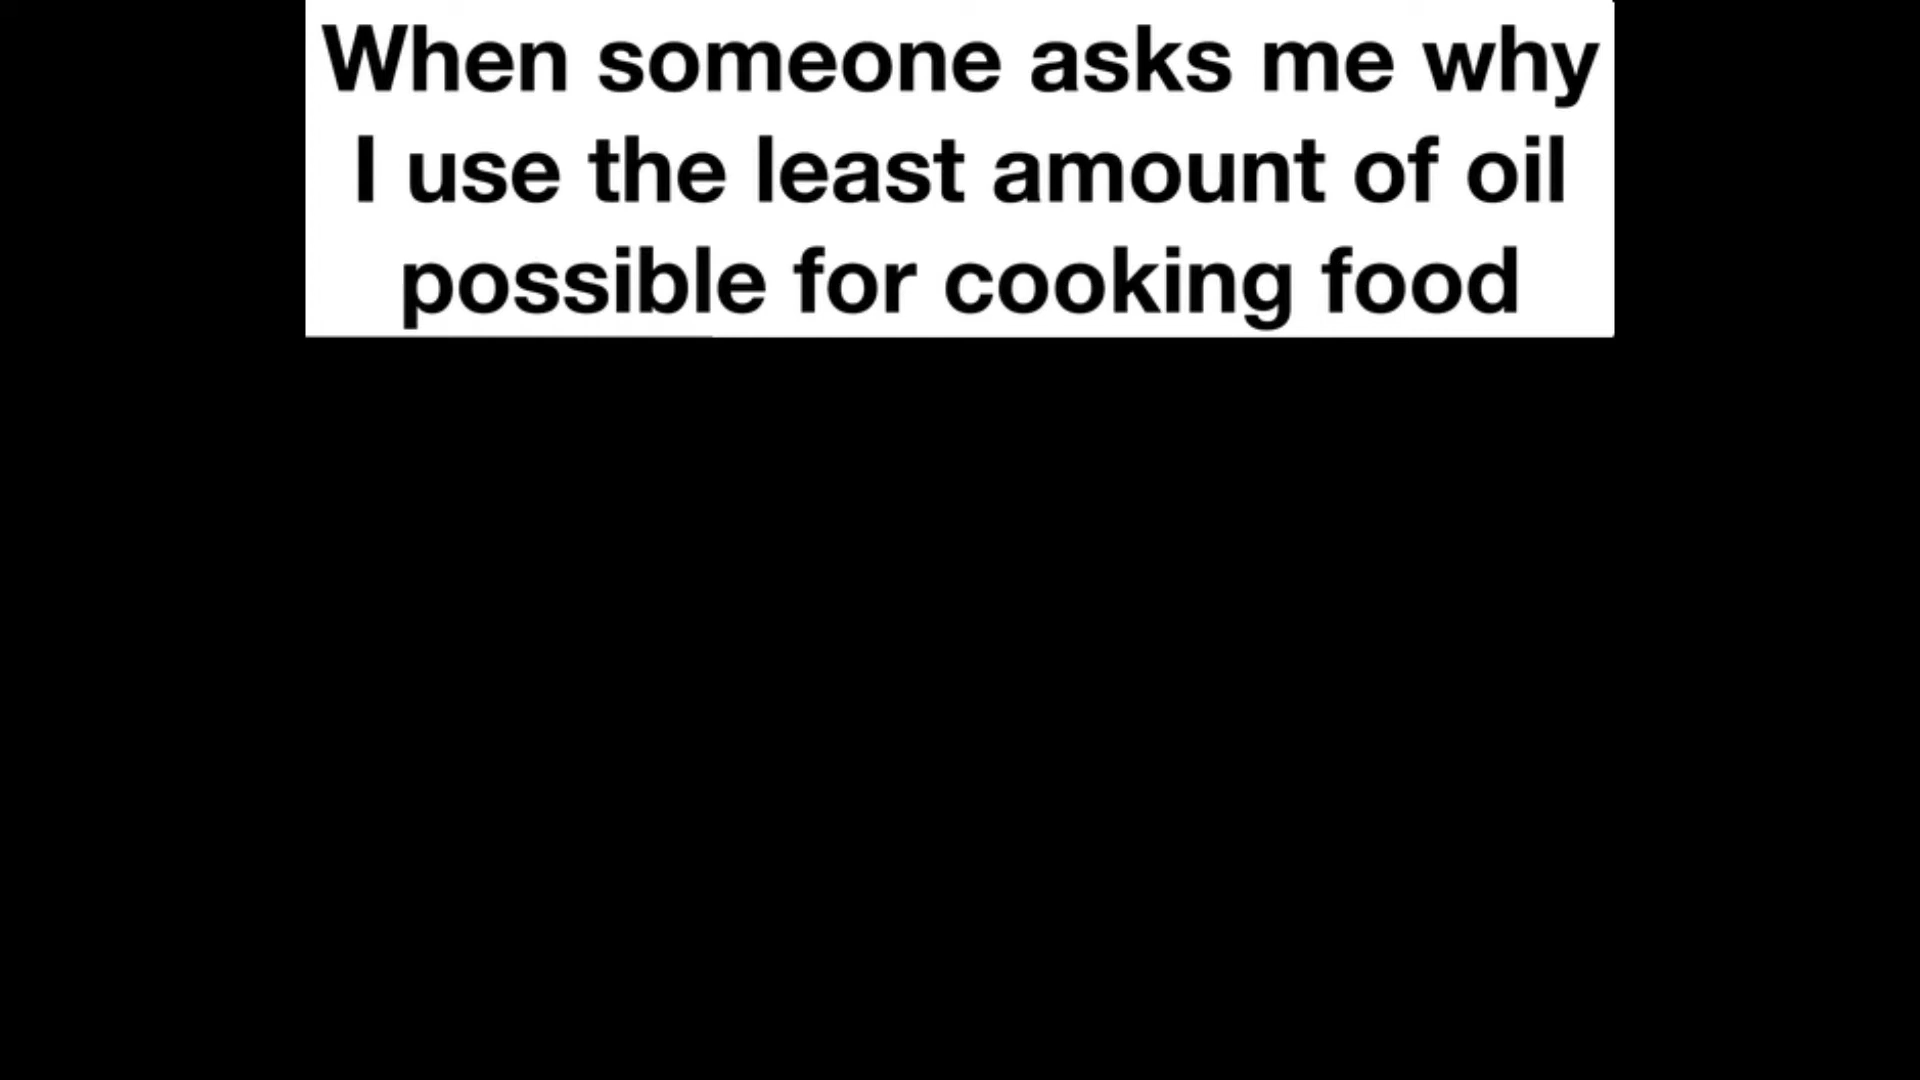 When someone asks me why
I use the least amount of oil
possible for cooking food